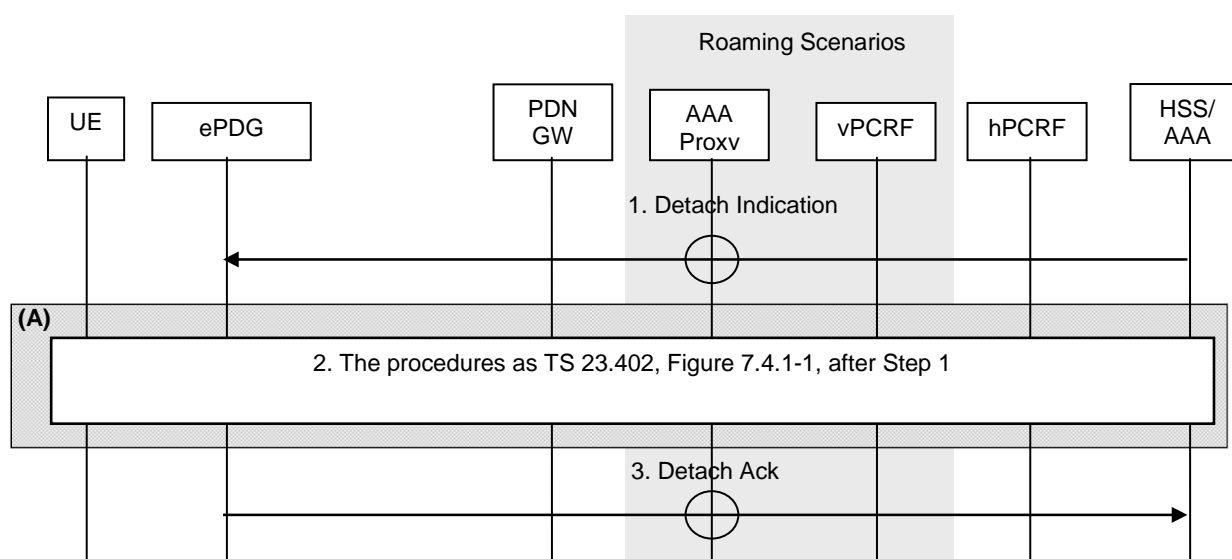 Roaming Scenarios
UE
ePDG
PDN
GW
AAA
Proxv
vPCRF
hPCRF
HSS/
AAA
1. Detach Indication
(A)
2. The procedures as TS 23.402, Figure 7.4.1-1, after Step 1
3. Detach Ack